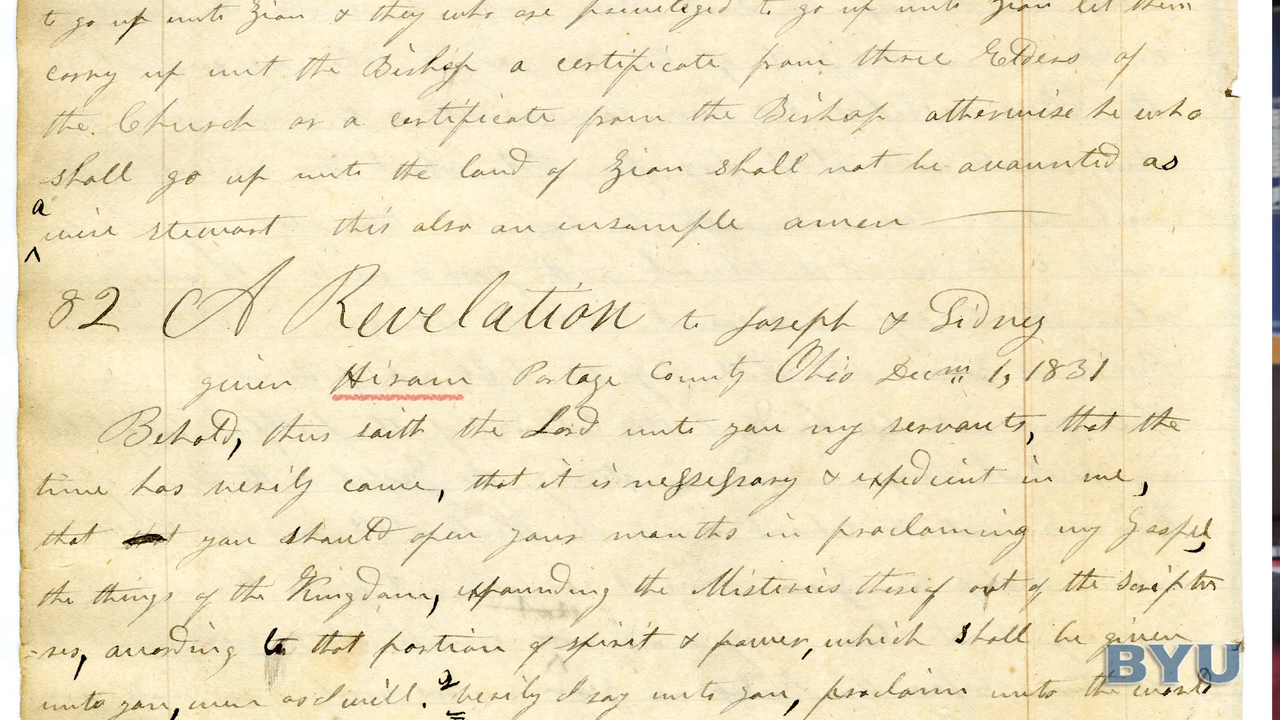 to go up unto Zion & they who are priveleged to go up unto Zion let them
carry up unt the Bishop a certificate from three Elders of
the Church or a certificate from the Bishop otherwise he who
shall go up unto the land of Zion shall not be accounted as
a
^ wise steward this also an ensample amen
82 A Revelation to Joseph & Sidney
given Hiram Portage County Ohio Decm 1, 1831
Behold, thus saith the Lord unto you my servants, that the
time has verily come, that it is nessessary & expedient in me,
that you should open your mouths in proclaiming my Gospel,
the things of the Kingdom, expounding the Misteries thereof out of the scriptu
=res, according to that portion of spirit & power, which shall be given
unto you, even as I will. 2 Verily I say unto you, proclaim unto the world
BYU